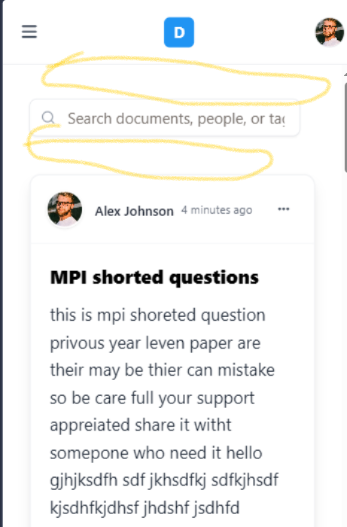 D
Search documents, people, or tag
Alex Johnson 4 minutes ago
MPI shorted questions
this is mpi shoreted question
privous year leven paper are
their may be thier can mistake
so be care full your support
appreiated share it witht
somepone who need it hello
gjhjksdfh sdf jkhsdfkj sdfkjhsdf
kjsdhfkjdhsf jhdshf jsdhfd